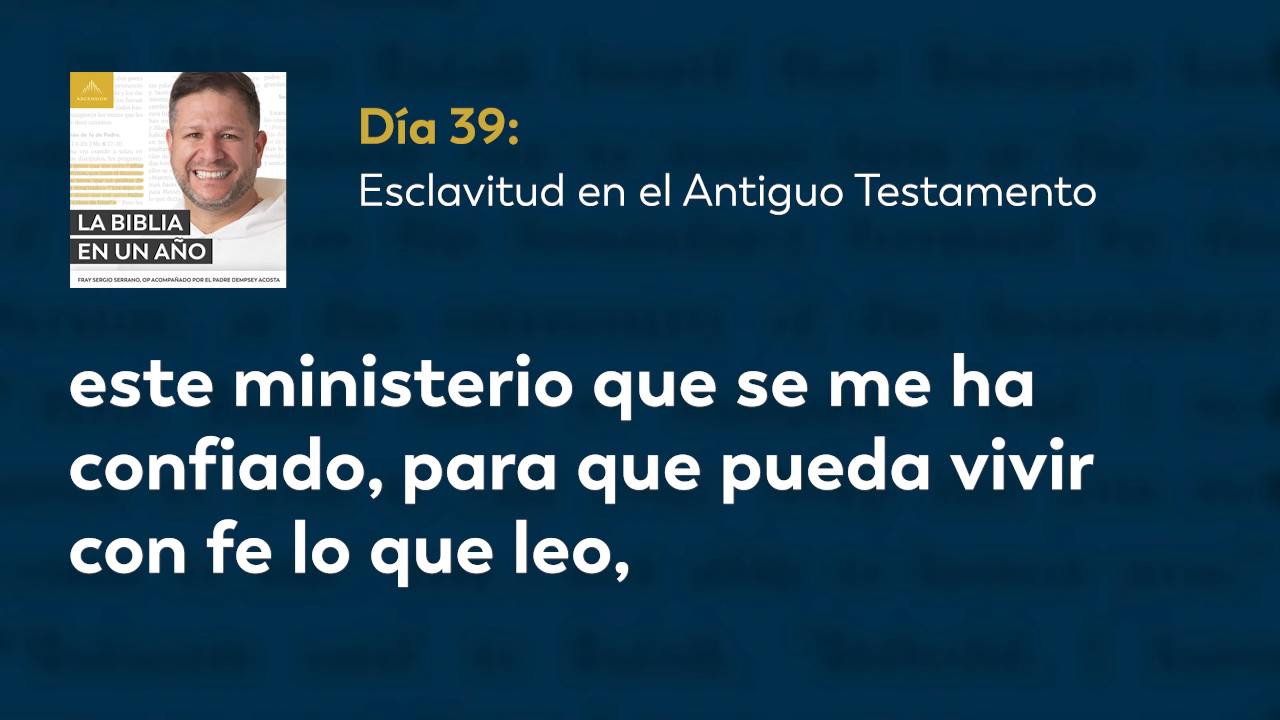 ASCENSION
LA BIBLIA
EN UN AÑO
FRAY SERGIO SERRANO, OP ACOMPAÑADO POR EL PADRE DEMPSEY ACOSTA
Día 39:
Esclavitud en el Antiguo Testamento
este ministerio que se me ha
confiado, para que pueda vivir
con fe lo que leo,